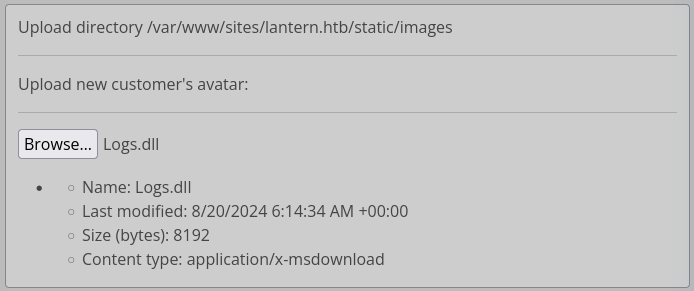 Upload directory /var/www/sites/lantern.htb/static/images
Upload new customer's avatar:
Browse... Logs.dll
Name: Logs.dll
Last modified: 8/20/2024 6:14:34 AM +00:00
Size (bytes): 8192
Content type: application/x-msdownload